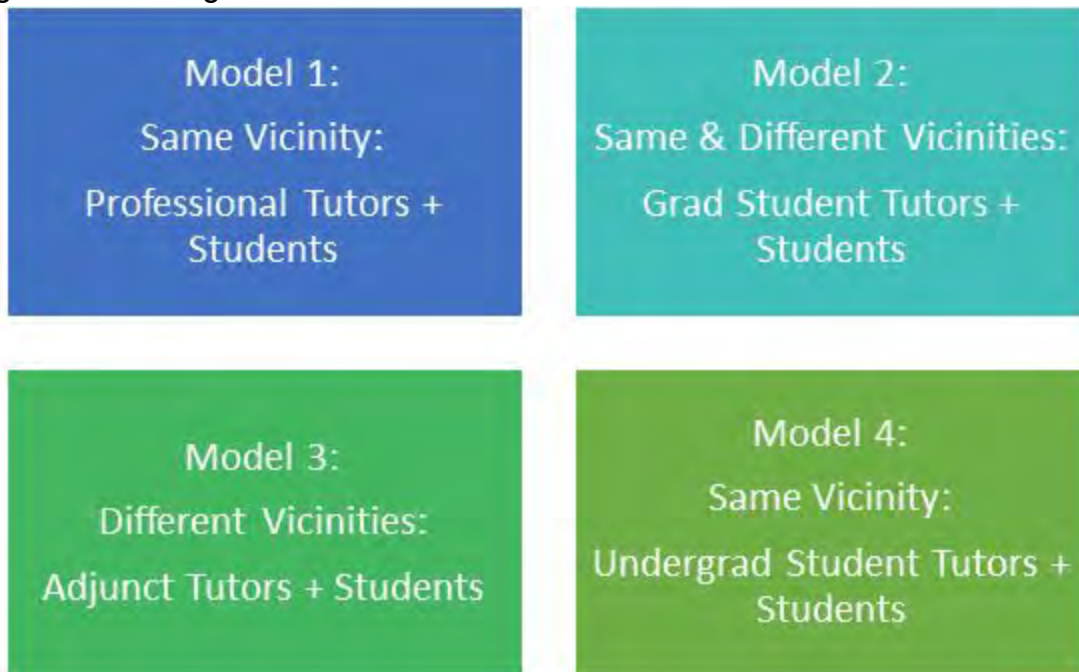 Model 1:
Same Vicinity:
Professional Tutors +
Students
Model 2:
Same & Different Vicinities:
Grad Student Tutors +
Students
Model 3:
Different Vicinities:
Adjunct Tutors + Students
Model 4:
Same Vicinity:
Undergrad Student Tutors +
Students